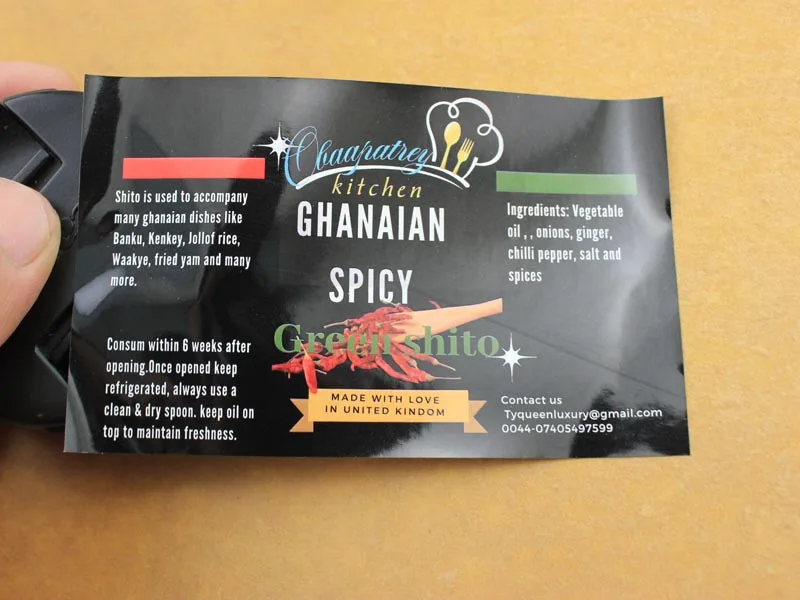 Obaapatrey
kitchen
GHANAIAN
SPICY
Green shito
MADE WITH LOVE
IN UNITED KINDOM
Shito is used to accompany
many ghanaian dishes like
Banku, Kenkey, Jollof rice,
Waakye, fried yam and many
more.
Consum within 6 weeks after
opening.Once opened keep
refrigerated, always use a
clean & dry spoon. keep oil on
top to maintain freshness.
Ingredients: Vegetable
oil , , onions, ginger,
chilli pepper, salt and
spices
Contact us
Tyqueenluxury@gmail.com
0044-07405497599